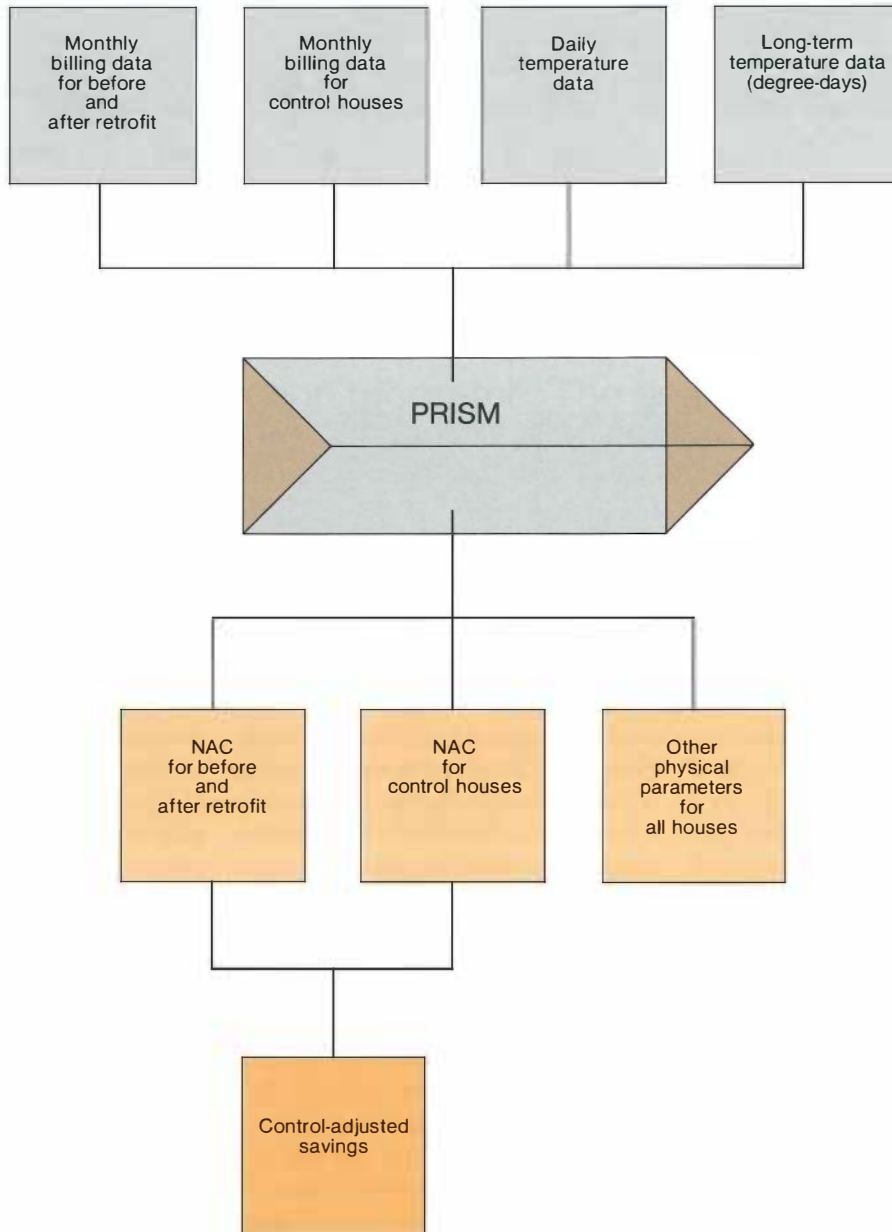 Monthly
billing data
for before
and
after retrofit
Monthly
billing data
for
control houses
Daily
temperature
data
Long-term
temperature data
(degree-days)
PRISM
NAC
for before
and
after retrofit
NAC
for
control houses
Other
physical
parameters
for
all houses
Control-adjusted
savings